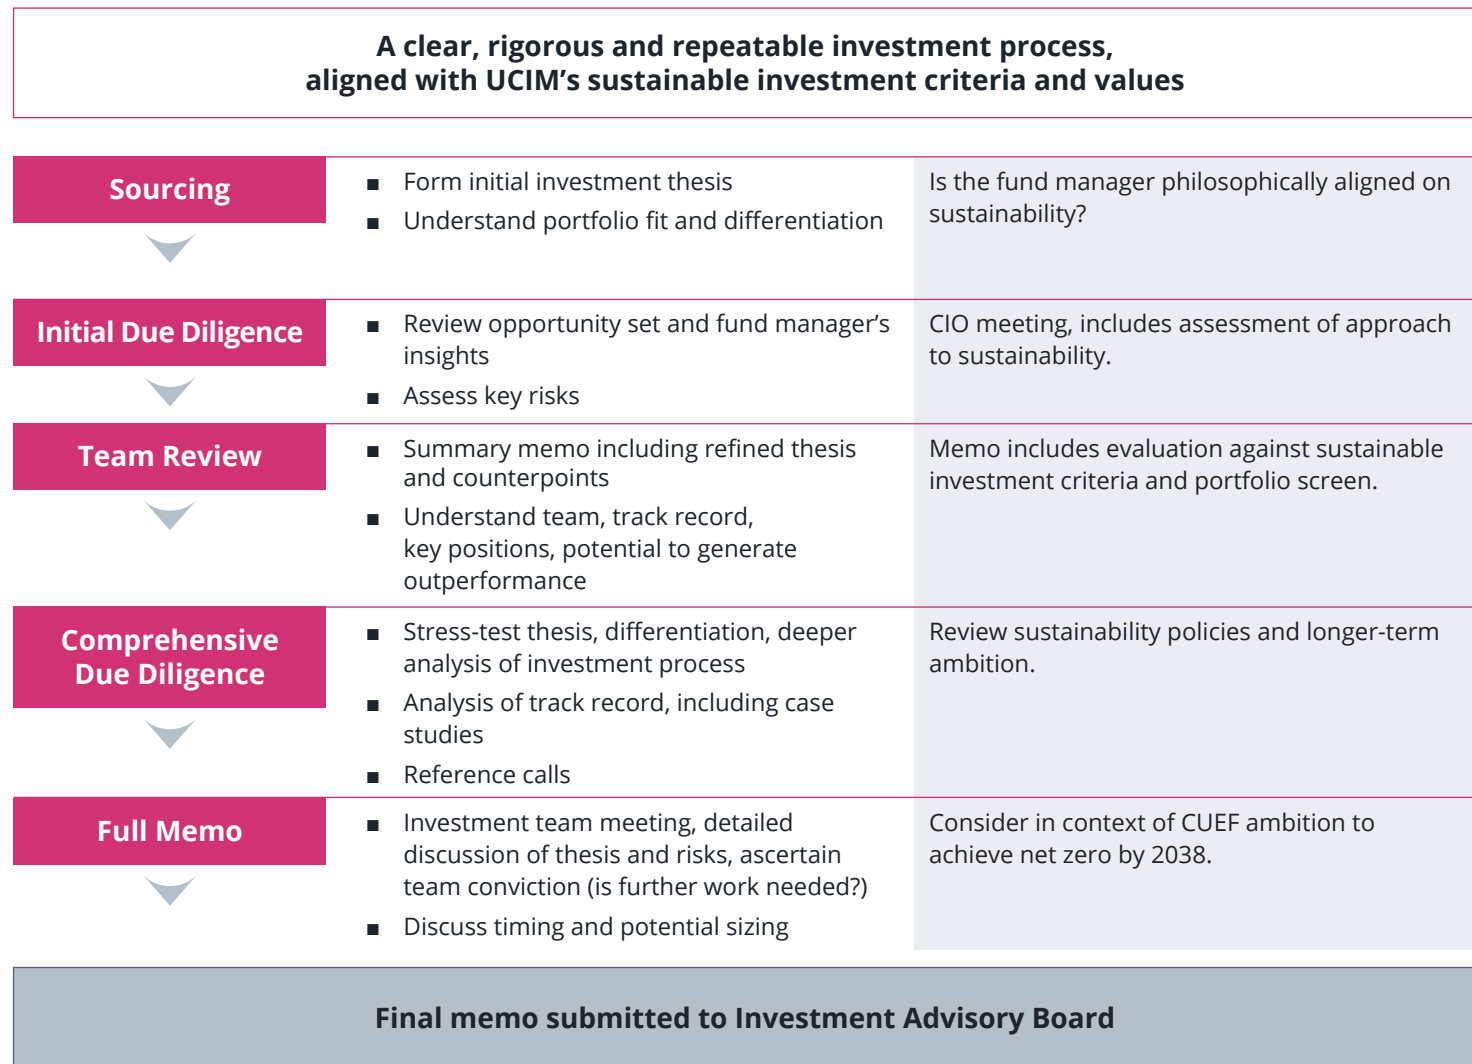 A clear, rigorous and repeatable investment process,
aligned with UCIM's sustainable investment criteria and values
Sourcing
■ Form initial investment thesis
■ Understand portfolio fit and differentiation
Is the fund manager philosophically aligned on
sustainability?
Initial Due Diligence
■ Review opportunity set and fund manager's
insights
■ Assess key risks
CIO meeting, includes assessment of approach
to sustainability.
Team Review
■ Summary memo including refined thesis
and counterpoints
■ Understand team, track record,
key positions, potential to generate
outperformance
Memo includes evaluation against sustainable
investment criteria and portfolio screen.
Comprehensive
Due Diligence
■ Stress-test thesis, differentiation, deeper
analysis of investment process
■ Analysis of track record, including case
studies
■ Reference calls
Review sustainability policies and longer-term
ambition.
Full Memo
■ Investment team meeting, detailed
discussion of thesis and risks, ascertain
team conviction (is further work needed?)
■ Discuss timing and potential sizing
Consider in context of CUEF ambition to
achieve net zero by 2038.
Final memo submitted to Investment Advisory Board